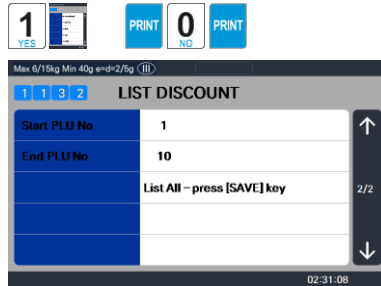 1 YES PRINT 0 NO PRINT
Max 6/15kg Min 40g e=d=2/5g III
1 1 3 2 LIST DISCOUNT
Start PLU No 1
End PLU No 10
List All – press [SAVE] key
2/2
02:31:08